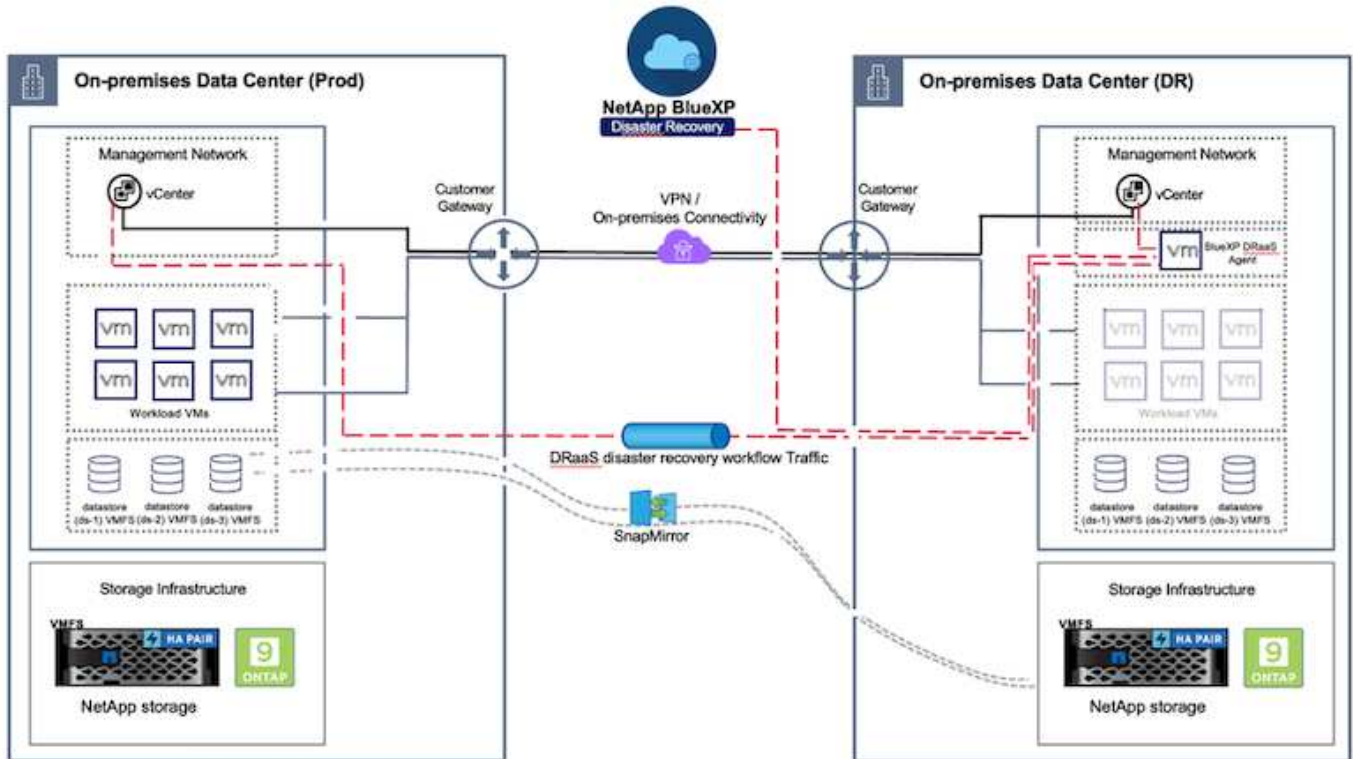 NetApp BlueXP
Disaster Recovery
On-premises Data Center (Prod)
Management Network
vCenter
vm
vm
vm
vm
vm
vm
Workload VMs
datastore
(ds-1) VMFS
datastore
(ds-2) VMFS
datastore
(ds-3) VMFS
Storage Infrastructure
VMFS
HA PAIR
9
ONTAP
NetApp storage
Customer
Gateway
VPN /
On-premises Connectivity
Customer
Gateway
DRaaS disaster recovery workflow Traffic
SnapMirror
On-premises Data Center (DR)
Management Network
vCenter
vm
BlueXP DRaaS
Agent
vm
vm
vm
vm
vm
vm
Workload VMs
datastore
(ds-1) VMFS
datastore
(ds-2) VMFS
datastore
(ds-3) VMFS
Storage Infrastructure
VMFS
HA PAIR
9
ONTAP
NetApp storage